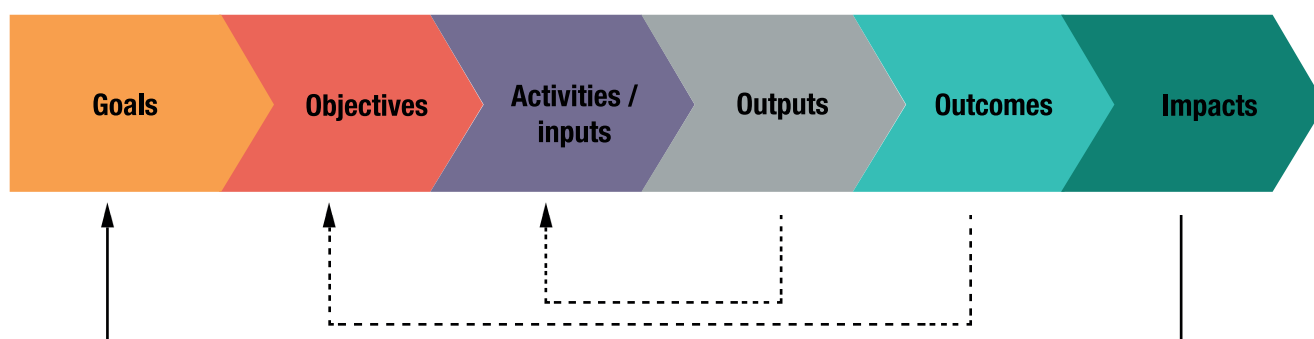 Goals
Objectives
Activities /
inputs
Outputs
Outcomes
Impacts